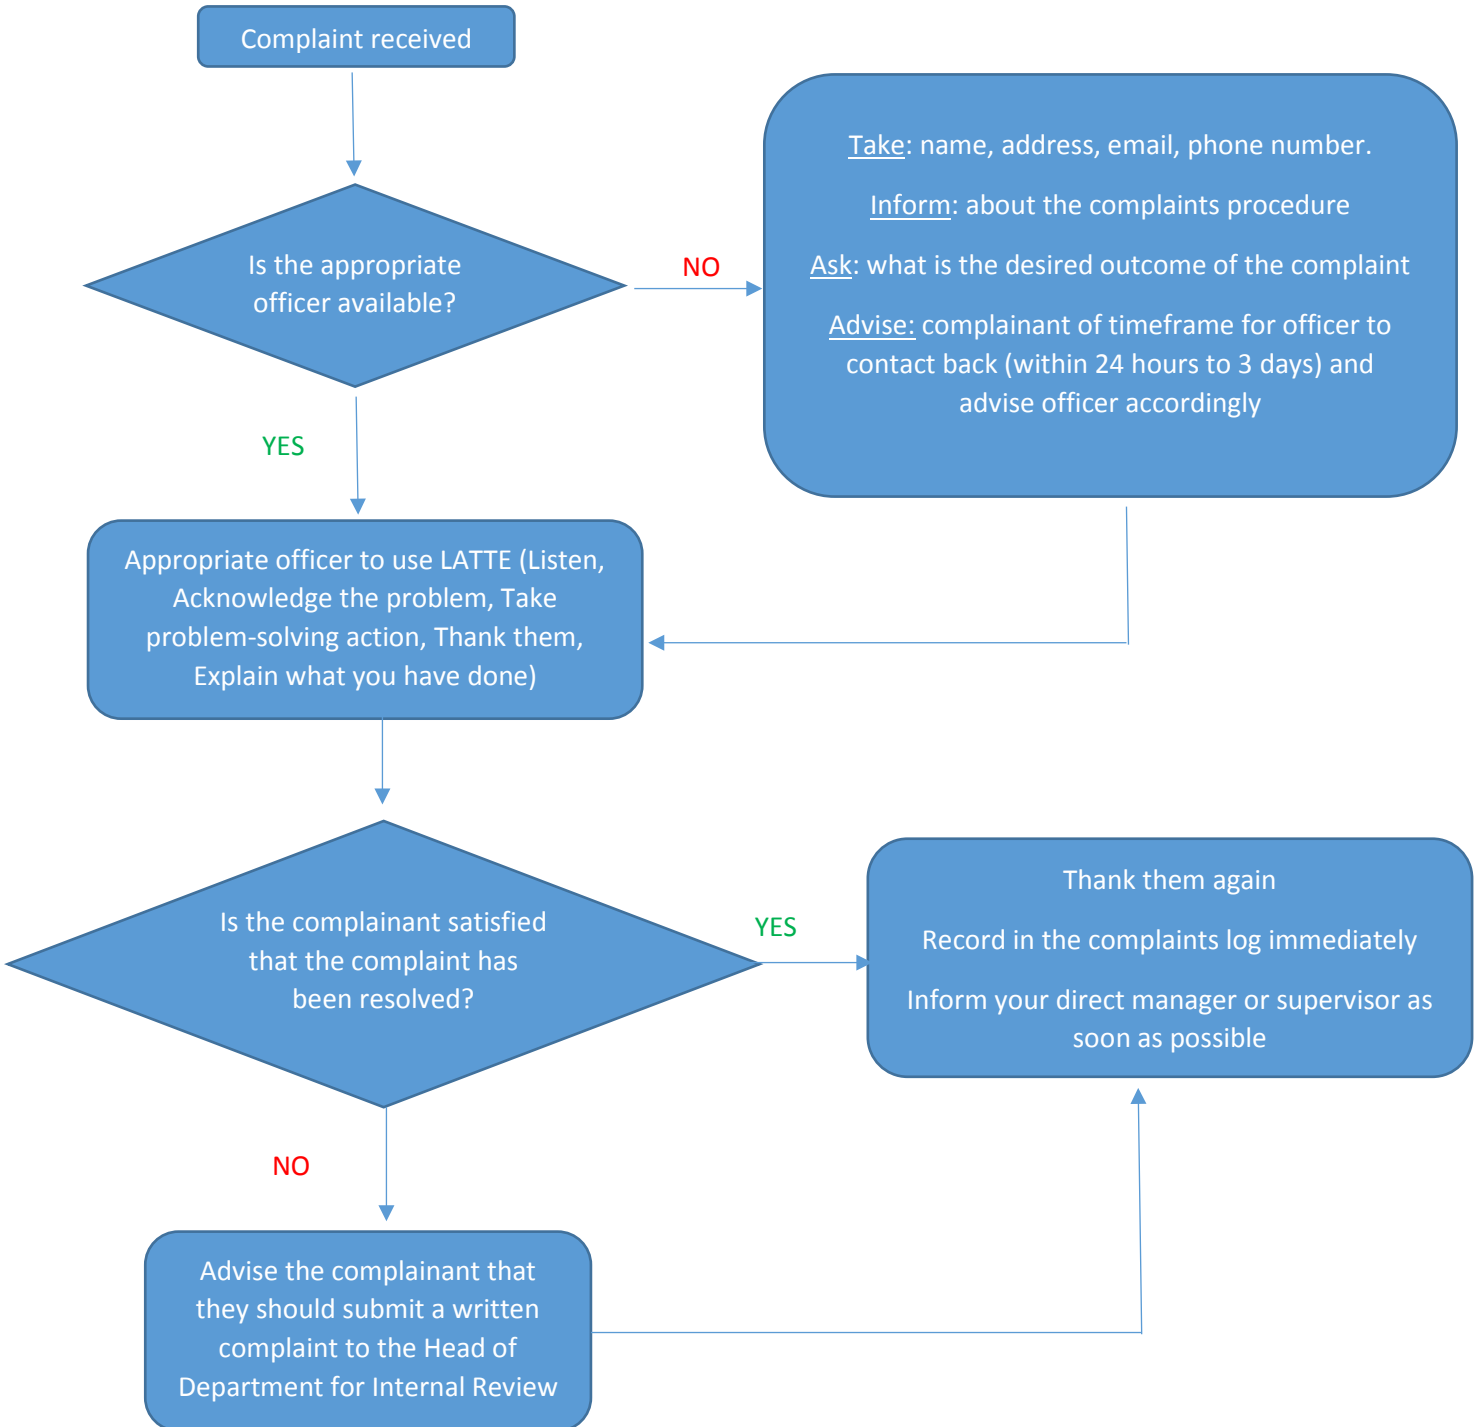 Complaint received
Is the appropriate
officer available?
NO
Take: name, address, email, phone number.
Inform: about the complaints procedure
Ask: what is the desired outcome of the complaint
Advise: complainant of timeframe for officer to
contact back (within 24 hours to 3 days) and
advise officer accordingly
YES
Appropriate officer to use LATTE (Listen,
Acknowledge the problem, Take
problem-solving action, Thank them,
Explain what you have done)
Is the complainant satisfied
that the complaint has
been resolved?
YES
Thank them again
Record in the complaints log immediately
Inform your direct manager or supervisor as
soon as possible
NO
Advise the complainant that
they should submit a written
complaint to the Head of
Department for Internal Review